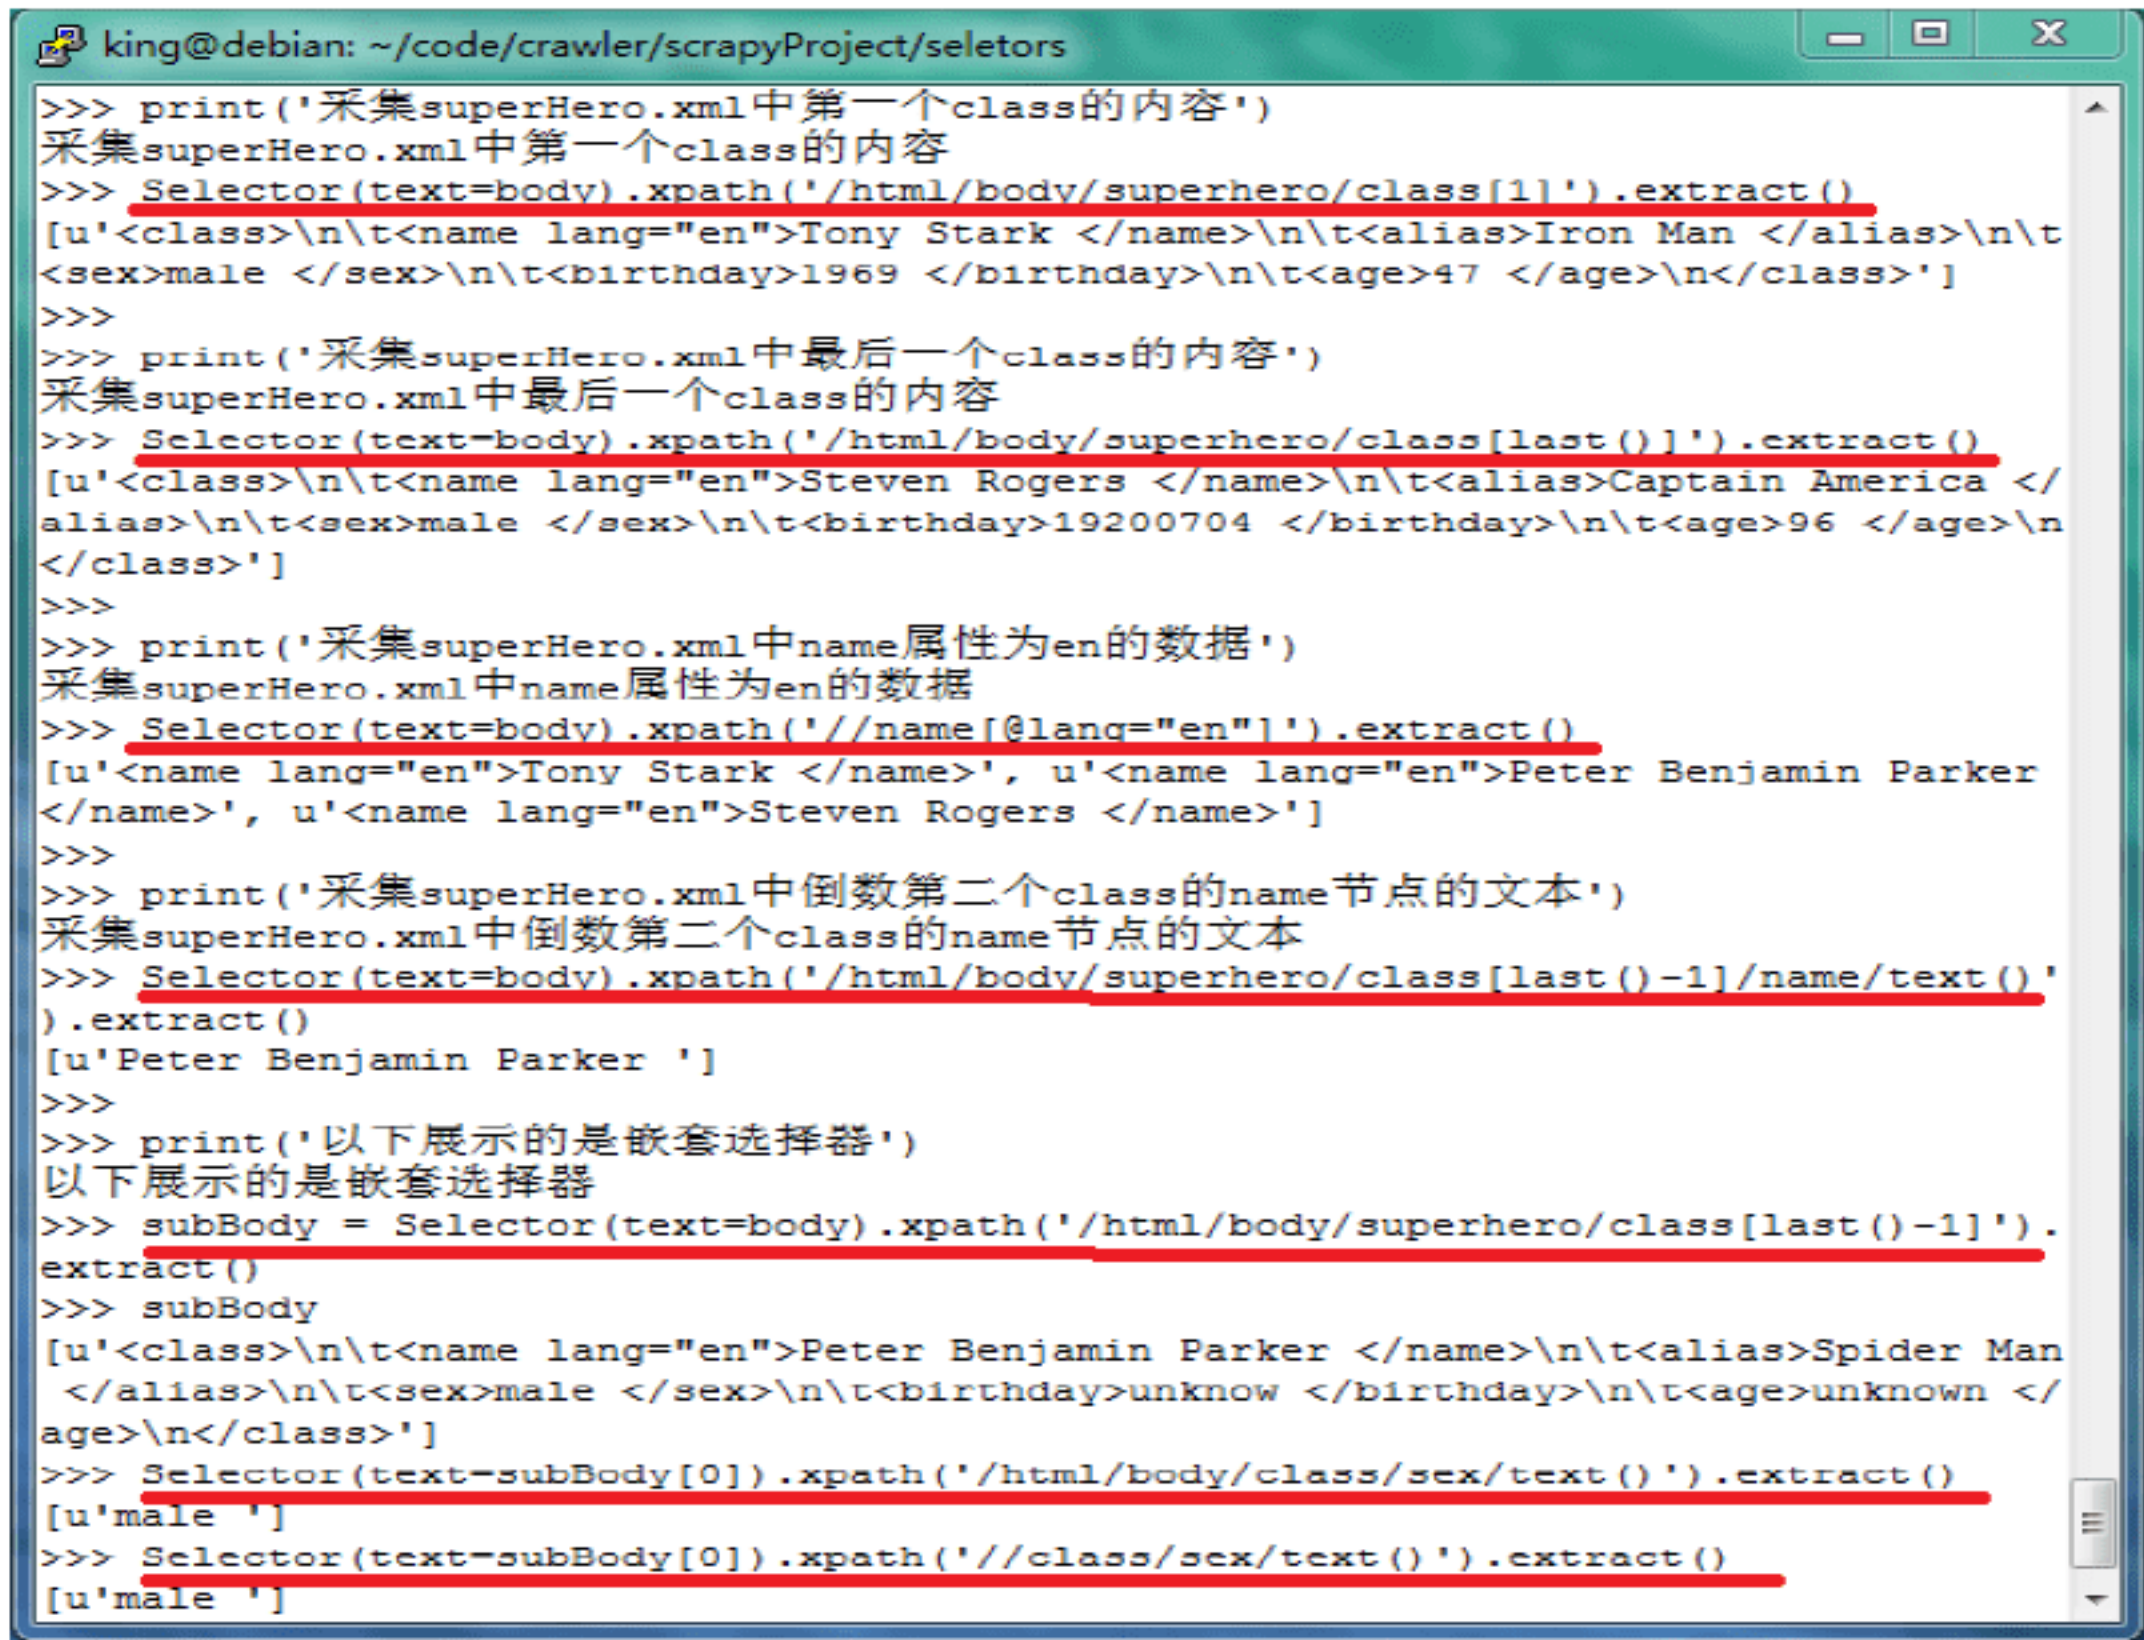 king@debian: ~/code/crawler/scrapyProject/seletors
>>> print('采集superHero.xml中第一个class的内容')
采集superHero.xml中第一个class的内容
>>> Selector(text=body).xpath('/html/body/superhero/class[1]').extract()
[u'<class>\n\t<name lang="en">Tony Stark </name>\n\t<alias>Iron Man </alias>\n\t
<sex>male </sex>\n\t<birthday>1969 </birthday>\n\t<age>47 </age>\n</class>']
>>>
>>> print('采集superHero.xml中最后一个class的内容')
采集superHero.xml中最后一个class的内容
>>> Selector(text=body).xpath('/html/body/superhero/class[last()]').extract()
[u'<class>\n\t<name lang="en">Steven Rogers </name>\n\t<alias>Captain America </
alias>\n\t<sex>male </sex>\n\t<birthday>19200704 </birthday>\n\t<age>96 </age>\n
</class>']
>>>
>>> print('采集superHero.xml中name属性为en的数据')
采集superHero.xml中name属性为en的数据
>>> Selector(text=body).xpath('//name[@lang="en"]').extract()
[u'<name lang="en">Tony Stark </name>', u'<name lang="en">Peter Benjamin Parker
</name>', u'<name lang="en">Steven Rogers </name>']
>>>
>>> print('采集superHero.xml中倒数第二个class的name节点的文本')
采集superHero.xml中倒数第二个class的name节点的文本
>>> Selector(text=body).xpath('/html/body/superhero/class[last()-1]/name/text()'
).extract()
[u'Peter Benjamin Parker ']
>>>
>>> print('以下展示的是嵌套选择器')
以下展示的是嵌套选择器
>>> subBody = Selector(text=body).xpath('/html/body/superhero/class[last()-1]').
extract()
>>> subBody
[u'<class>\n\t<name lang="en">Peter Benjamin Parker </name>\n\t<alias>Spider Man
 </alias>\n\t<sex>male </sex>\n\t<birthday>unknow </birthday>\n\t<age>unknown </
age>\n</class>']
>>> Selector(text=subBody[0]).xpath('/html/body/class/sex/text()').extract()
[u'male ']
>>> Selector(text=subBody[0]).xpath('//class/sex/text()').extract()
[u'male ']